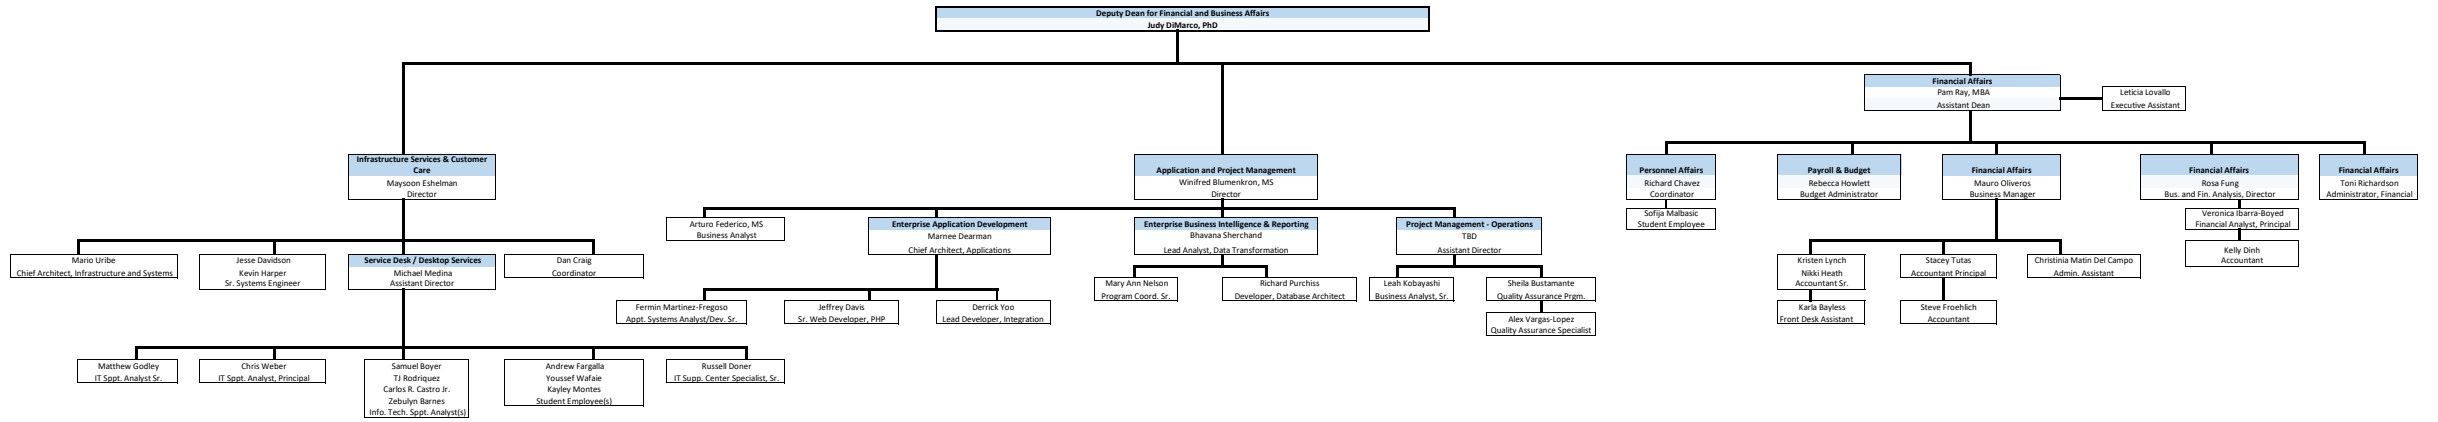 Deputy Dean for Financial and Business Affairs
Judy DiMarco, PhD
Financial Affairs
Pam Ray, MBA
Assistant Dean
Leticia Lovallo
Executive Assistant
Infrastructure Services & Customer
Care
Maysoon Eshelman
Director
Application and Project Management
Winifred Blumenkron, MS
Director
Personnel Affairs
Richard Chavez
Coordinator
Sofija Malbasic
Student Employee
Payroll & Budget
Rebecca Howlett
Budget Administrator
Financial Affairs
Mauro Oliveros
Business Manager
Financial Affairs
Rosa Fung
Bus. and Fin. Analysis, Director
Veronica Ibarra-Boyed
Financial Analyst, Principal
Kelly Dinh
Accountant
Financial Affairs
Toni Richardson
Administrator, Financial
Mario Uribe
Chief Architect, Infrastructure and Systems
Jesse Davidson
Kevin Harper
Sr. Systems Engineer
Service Desk / Desktop Services
Michael Medina
Assistant Director
Dan Craig
Coordinator
Arturo Federico, MS
Business Analyst
Enterprise Application Development
Marnee Dearman
Chief Architect, Applications
Enterprise Business Intelligence & Reporting
Bhavana Sherchand
Lead Analyst, Data Transformation
Project Management - Operations
TBD
Assistant Director
Fermin Martinez-Fregoso
Appt. Systems Analyst/Dev. Sr.
Jeffrey Davis
Sr. Web Developer, PHP
Derrick Yoo
Lead Developer, Integration
Mary Ann Nelson
Program Coord. Sr.
Richard Purchiss
Developer, Database Architect
Leah Kobayashi
Business Analyst, Sr.
Sheila Bustamante
Quality Assurance Prgm.
Alex Vargas-Lopez
Quality Assurance Specialist
Kristen Lynch
Nikki Heath
Accountant Sr.
Karla Bayless
Front Desk Assistant
Stacey Tutas
Accountant Principal
Steve Froehlich
Accountant
Christinia Matin Del Campo
Admin. Assistant
Matthew Godley
IT Sppt. Analyst Sr.
Chris Weber
IT Sppt. Analyst, Principal
Samuel Boyer
TJ Rodriquez
Carlos R. Castro Jr.
Zebulyn Barnes
Info. Tech. Sppt. Analyst(s)
Andrew Fargalla
Youssef Wafaie
Kayley Montes
Student Employee(s)
Russell Doner
IT Supp. Center Specialist, Sr.